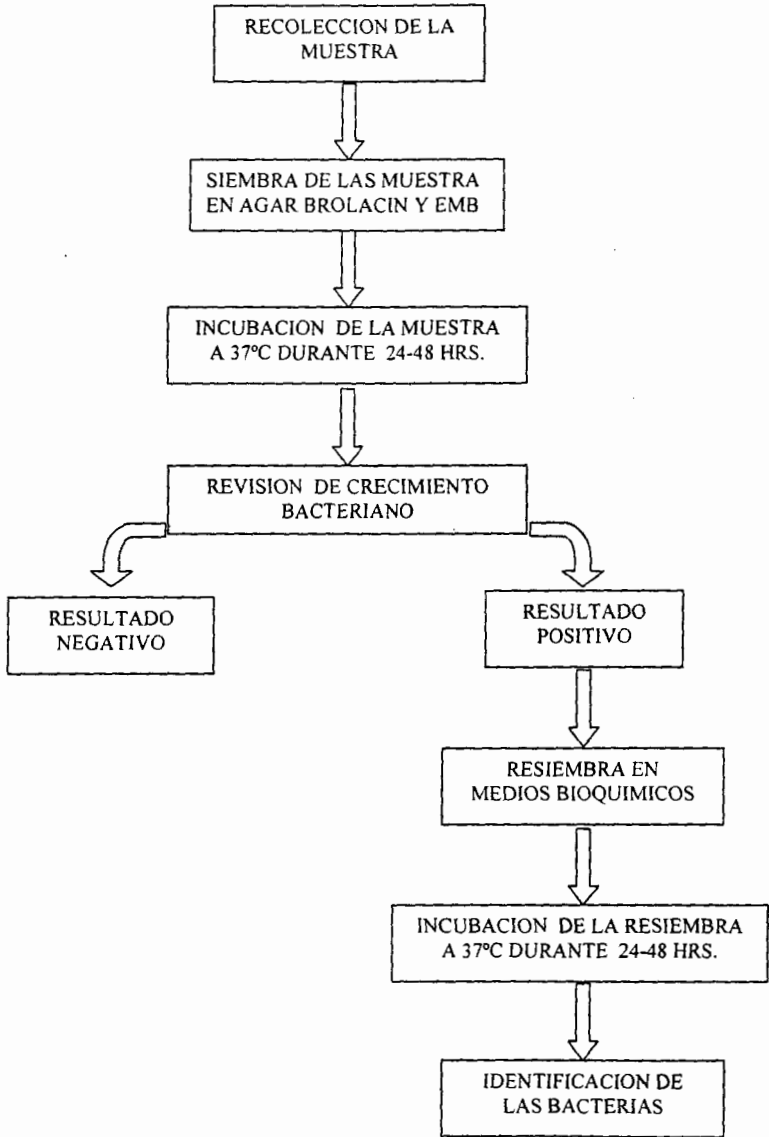 RECOLECCION DE LA
MUESTRA
SIEMBRA DE LAS MUESTRA
EN AGAR BROLACIN Y EMB
INCUBACION DE LA MUESTRA
A 37ºC DURANTE 24-48 HRS.
REVISION DE CRECIMIENTO
BACTERIANO
RESULTADO
NEGATIVO
RESULTADO
POSITIVO
RESIEMBRA EN
MEDIOS BIOQUIMICOS
INCUBACION DE LA RESIEMBRA
A 37ºC DURANTE 24-48 HRS.
IDENTIFICACION DE
LAS BACTERIAS